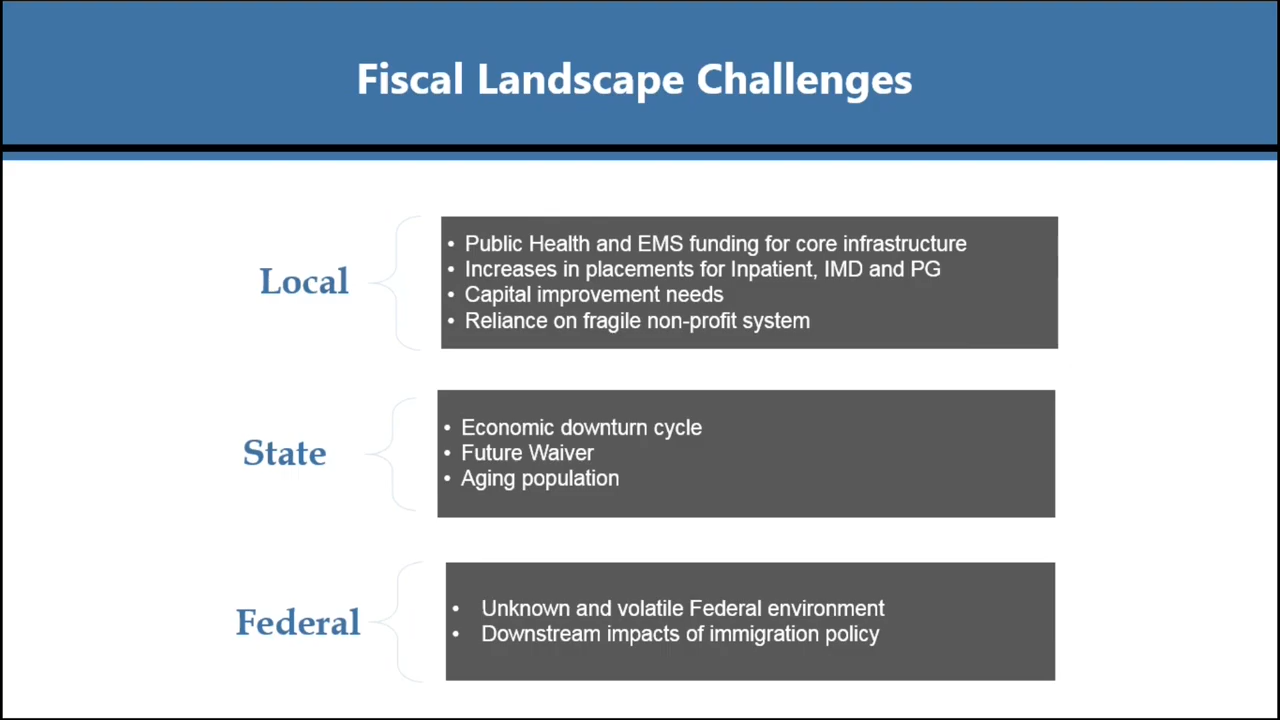 Fiscal Landscape Challenges
Local
• Public Health and EMS funding for core infrastructure
• Increases in placements for Inpatient, IMD and PG
• Capital improvement needs
• Reliance on fragile non-profit system
State
• Economic downturn cycle
• Future Waiver
• Aging population
Federal
• Unknown and volatile Federal environment
• Downstream impacts of immigration policy